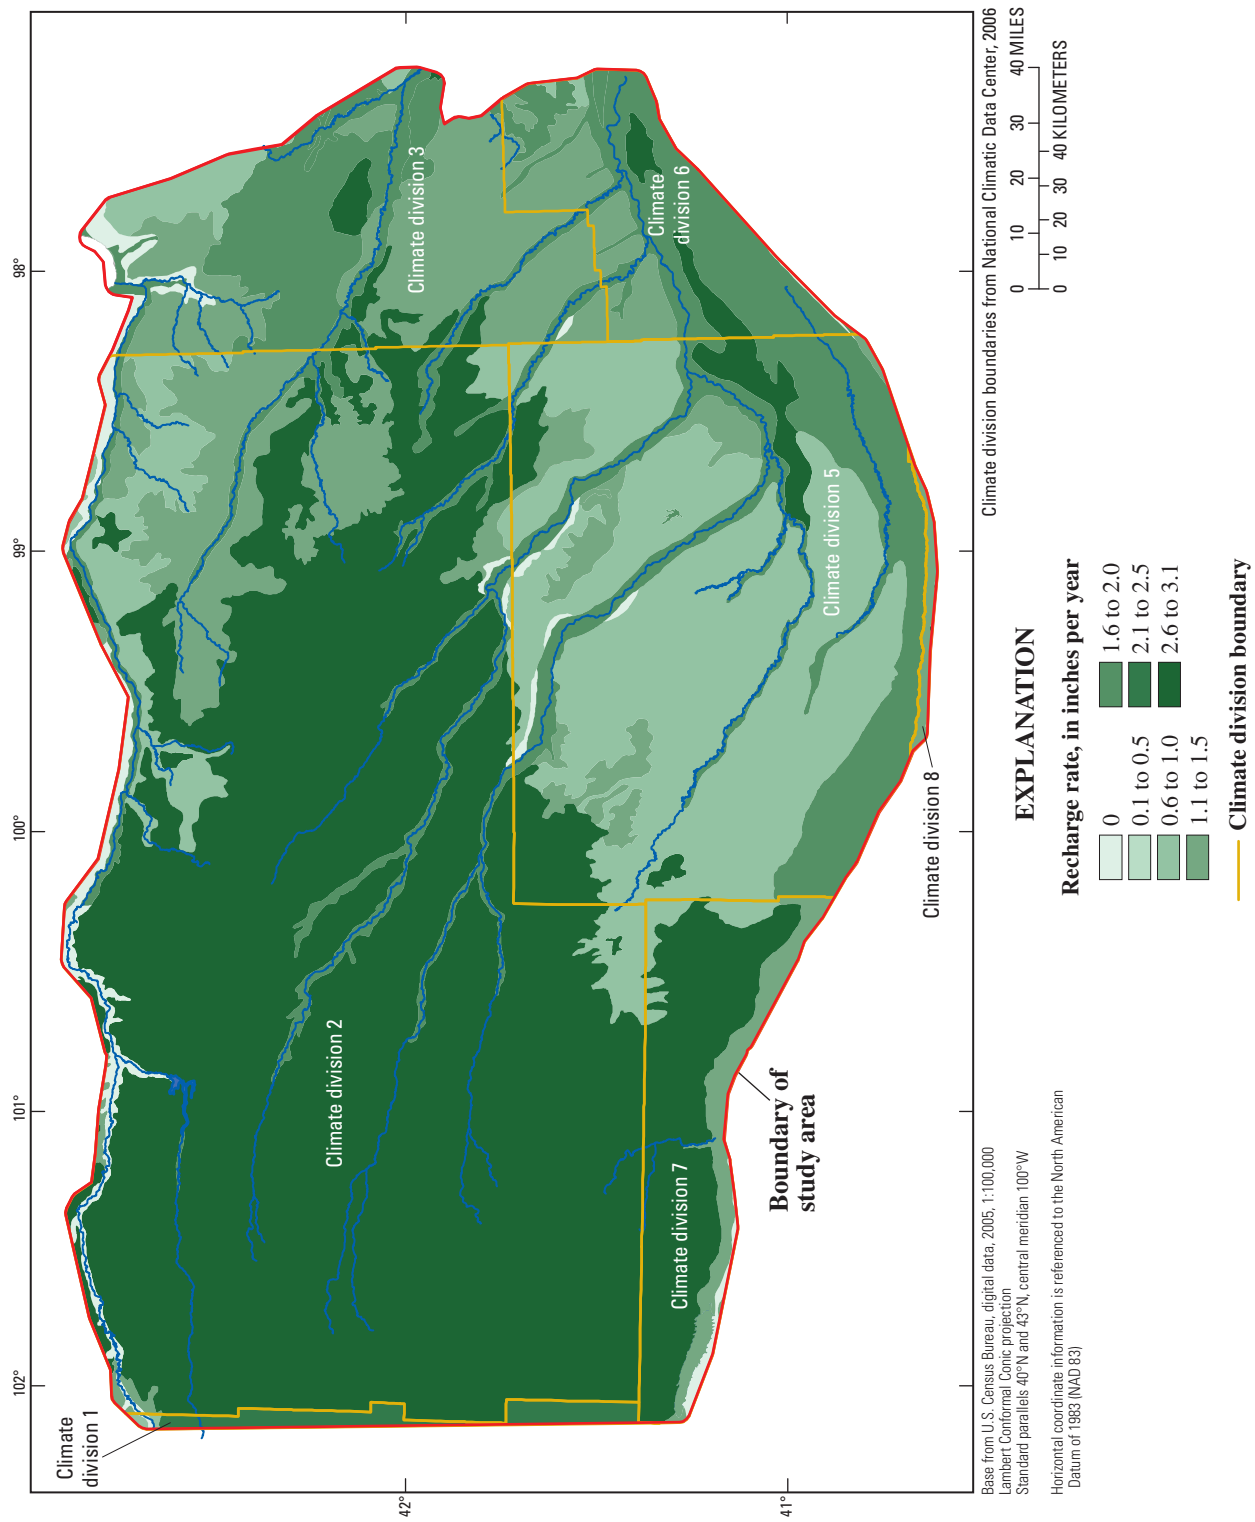 102°
101°
100°
99°
98°
42°
41°
Climate
division 1
Climate division 2
Climate division 3
Climate
division 6
Climate division 5
Climate division 7
Climate division 8
Boundary of
study area
Base from U.S. Census Bureau, digital data, 2005, 1:100,000
Lambert Conformal Conic projection
Standard parallels 40°N and 43°N, central meridian 100°W
Horizontal coordinate information is referenced to the North American
Datum of 1983 (NAD 83)
Climate division boundaries from National Climatic Data Center, 2006
0 10 20 30 40 MILES
0 10 20 30 40 KILOMETERS
EXPLANATION
Recharge rate, in inches per year
0
0.1 to 0.5
0.6 to 1.0
1.1 to 1.5
1.6 to 2.0
2.1 to 2.5
2.6 to 3.1
Climate division boundary